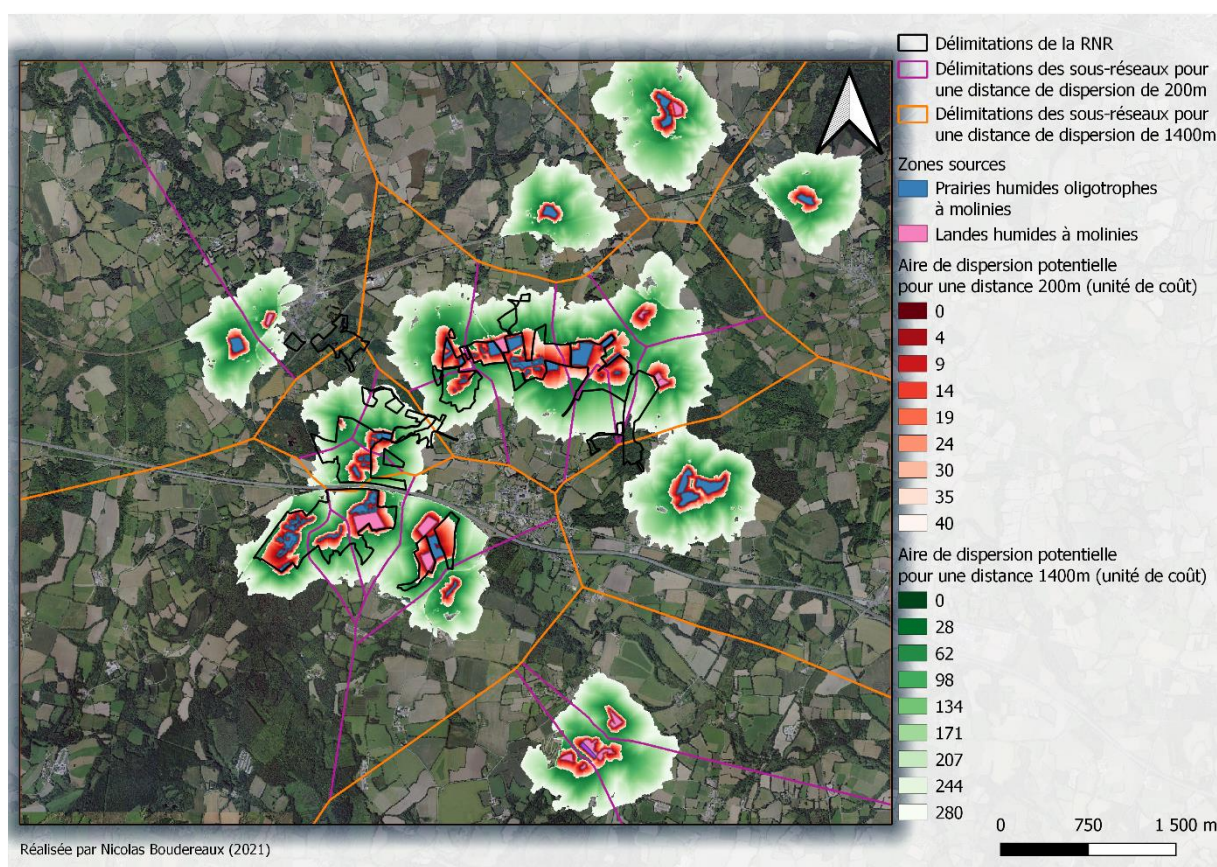 Délimitations de la RNR
Délimitations des sous-réseaux pour
une distance de dispersion de 200m
Délimitations des sous-réseaux pour
une distance de dispersion de 1400m
Zones sources
Prairies humides oligotrophes
à molinies
Landes humides à molinies
Aire de dispersion potentielle
pour une distance 200m (unité de coût)
0
4
9
14
19
24
30
35
40
Aire de dispersion potentielle
pour une distance 1400m (unité de coût)
0
28
62
98
134
171
207
244
280
0 750 1 500 m
Réalisée par Nicolas Boudereaux (2021)